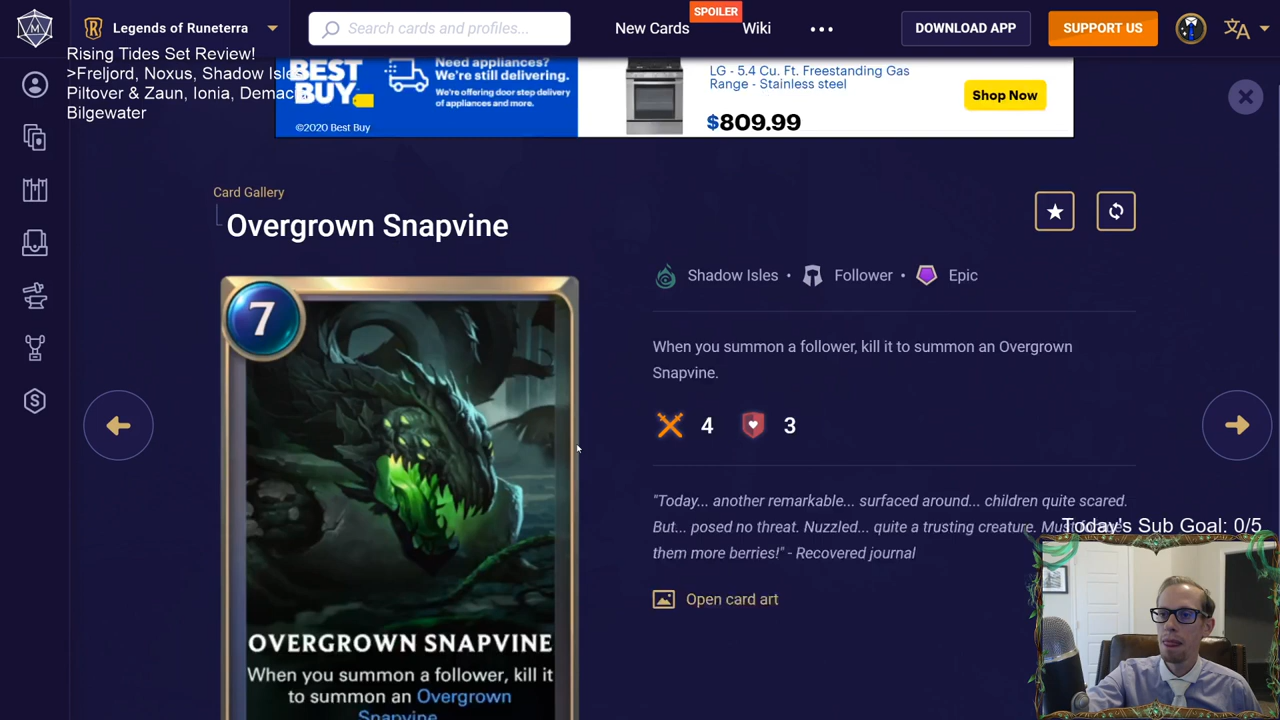 MV
Legends of Runeterra
Search cards and profiles...
New Cards
SPOILER
Wiki
DOWNLOAD APP
SUPPORT US
Rising Tides Set Review!
>Freljord, Noxus, Shadow Isle
Piltover & Zaun, Ionia, Demac
Bilgewater
BEST
BUY
©2020 Best Buy
Need appliances?
We're still delivering.
We're offering door step delivery
of appliances and more.
LG - 5.4 Cu. Ft. Freestanding Gas
Range - Stainless steel
$809.99
Shop Now
Card Gallery
Overgrown Snapvine
7
OVERGROWN SNAPVINE
When you summon a follower, kill it
to summon an Overgrown
Snapvine.
Shadow Isles • Follower • Epic
When you summon a follower, kill it to summon an Overgrown
Snapvine.
4 3
"Today... another remarkable... surfaced around... children quite scared.
But... posed no threat. Nuzzled... quite a trusting creature.
them more berries!" - Recovered journal
Open card art
Today's Sub Goal: 0/5